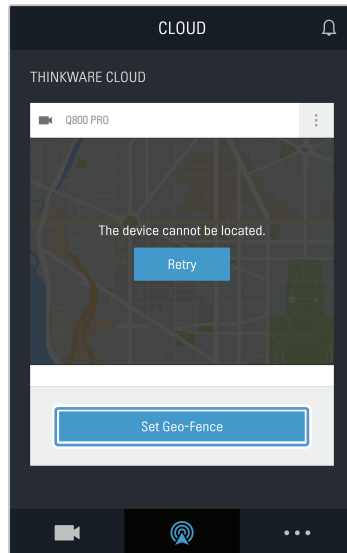 CLOUD
THINKWARE CLOUD
Q800 PRO
The device cannot be located.
Retry
Set Geo-Fence